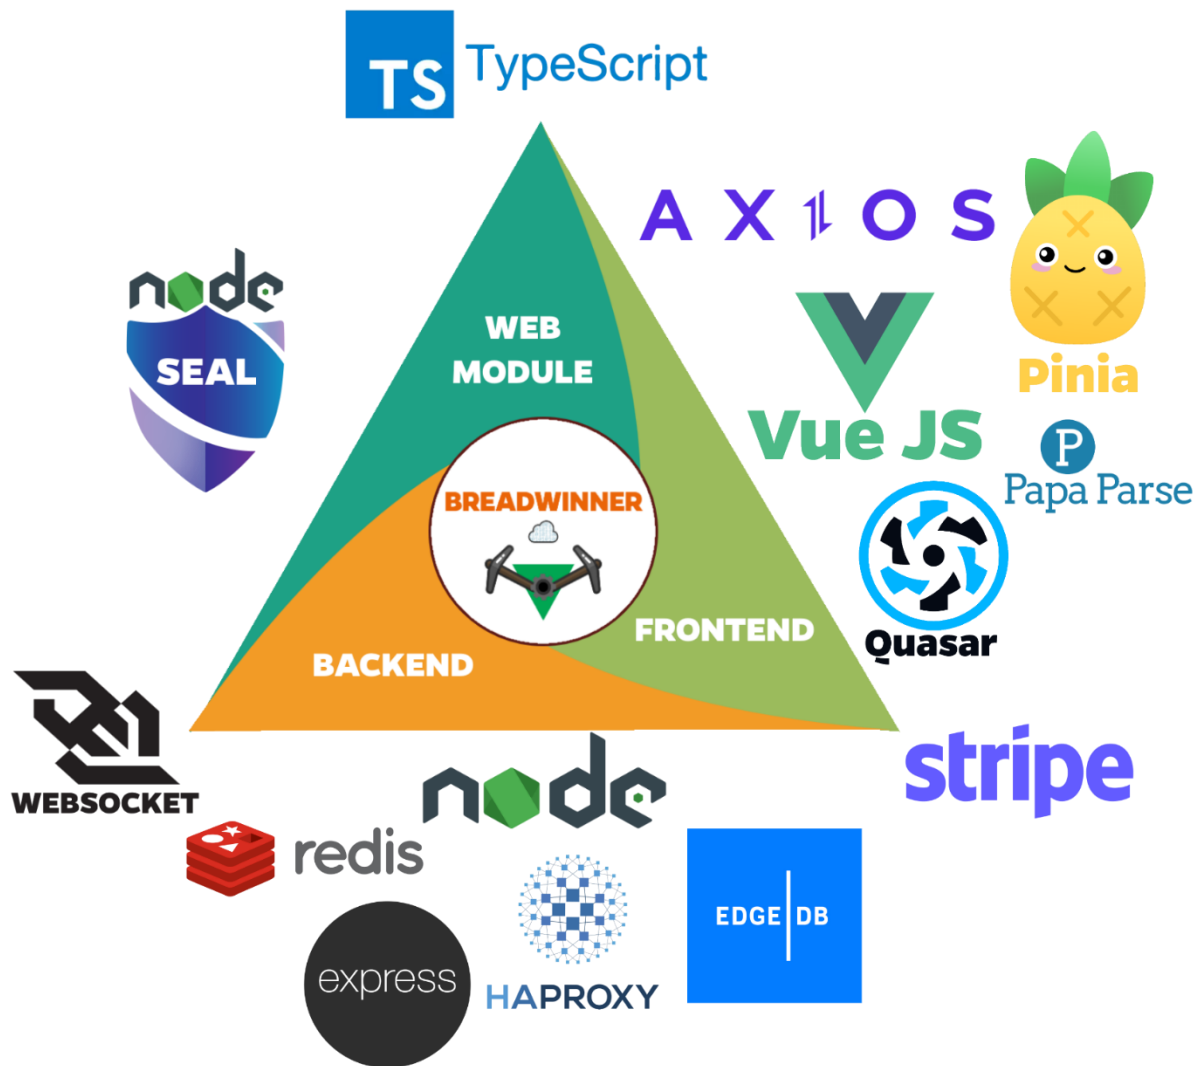 TS TypeScript
AXIOS
node
SEAL
WEB
MODULE
Pinia
Vue JS
P
Papa Parse
BREADWINNER
Quasar
FRONTEND
BACKEND
WEBSOCKET
node
stripe
redis
EDGE DB
express
HAPROXY